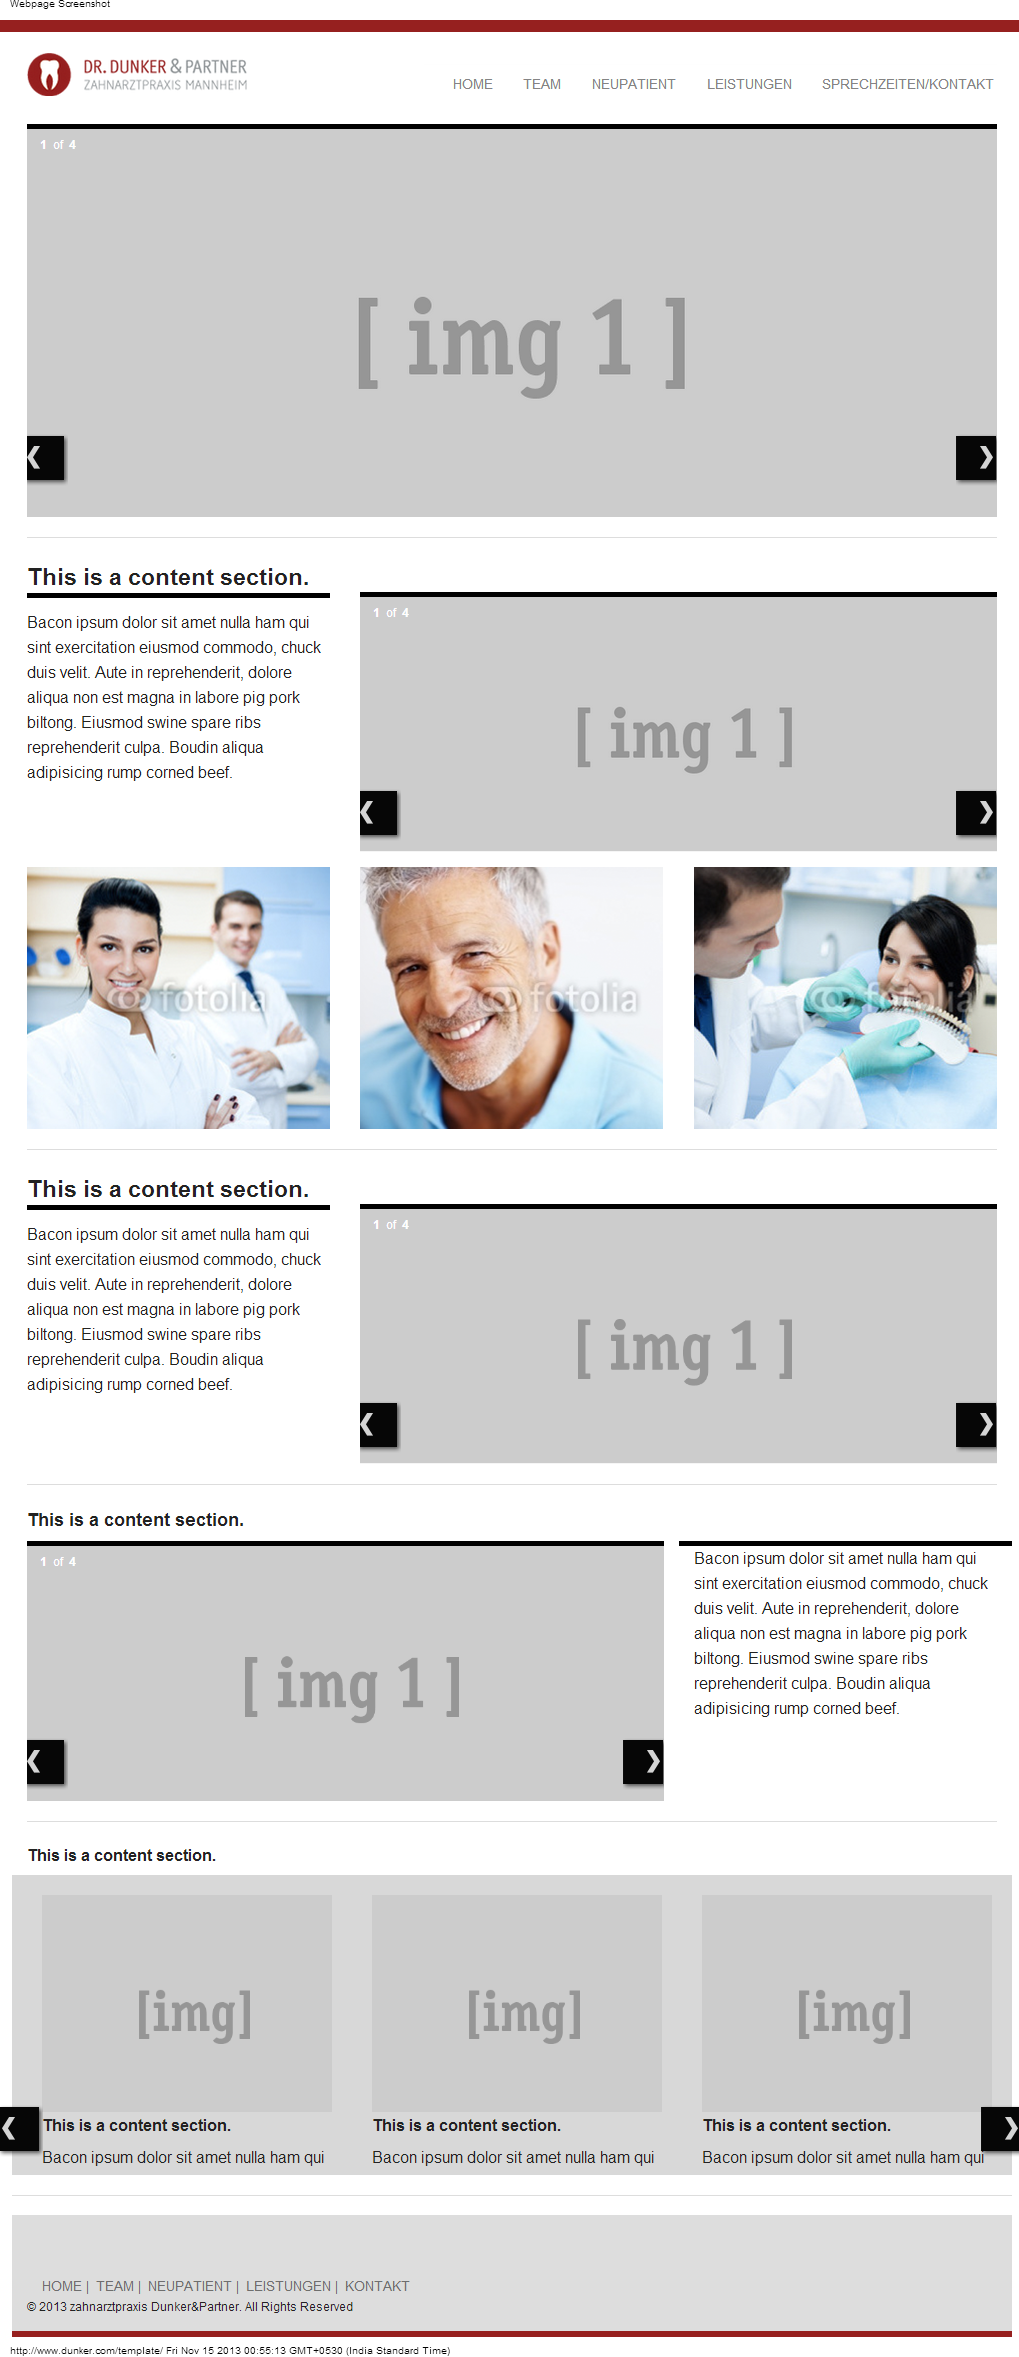 Webpage Screenshot
DR. DUNKER & PARTNER
ZAHNARZTPRAXIS MANNHEIM
HOME TEAM NEUPATIENT LEISTUNGEN SPRECHZEITEN/KONTAKT
1 of 4
[ img 1 ]
This is a content section.
Bacon ipsum dolor sit amet nulla ham qui
sint exercitation eiusmod commodo, chuck
duis velit. Aute in reprehenderit, dolore
aliqua non est magna in labore pig pork
biltong. Eiusmod swine spare ribs
reprehenderit culpa. Boudin aliqua
adipisicing rump corned beef.
1 of 4
[ img 1 ]
fotolia
fotolia
fotolia
This is a content section.
Bacon ipsum dolor sit amet nulla ham qui
sint exercitation eiusmod commodo, chuck
duis velit. Aute in reprehenderit, dolore
aliqua non est magna in labore pig pork
biltong. Eiusmod swine spare ribs
reprehenderit culpa. Boudin aliqua
adipisicing rump corned beef.
1 of 4
[ img 1 ]
This is a content section.
1 of 4
[ img 1 ]
Bacon ipsum dolor sit amet nulla ham qui
sint exercitation eiusmod commodo, chuck
duis velit. Aute in reprehenderit, dolore
aliqua non est magna in labore pig pork
biltong. Eiusmod swine spare ribs
reprehenderit culpa. Boudin aliqua
adipisicing rump corned beef.
This is a content section.
[img] [img] [img]
This is a content section. This is a content section. This is a content section.
Bacon ipsum dolor sit amet nulla ham qui Bacon ipsum dolor sit amet nulla ham qui Bacon ipsum dolor sit amet nulla ham qui
HOME | TEAM | NEUPATIENT | LEISTUNGEN | KONTAKT
© 2013 zahnarztpraxis Dunker&Partner. All Rights Reserved
http://www.dunker.com/template/ Fri Nov 15 2013 00:55:13 GMT+0530 (India Standard Time)